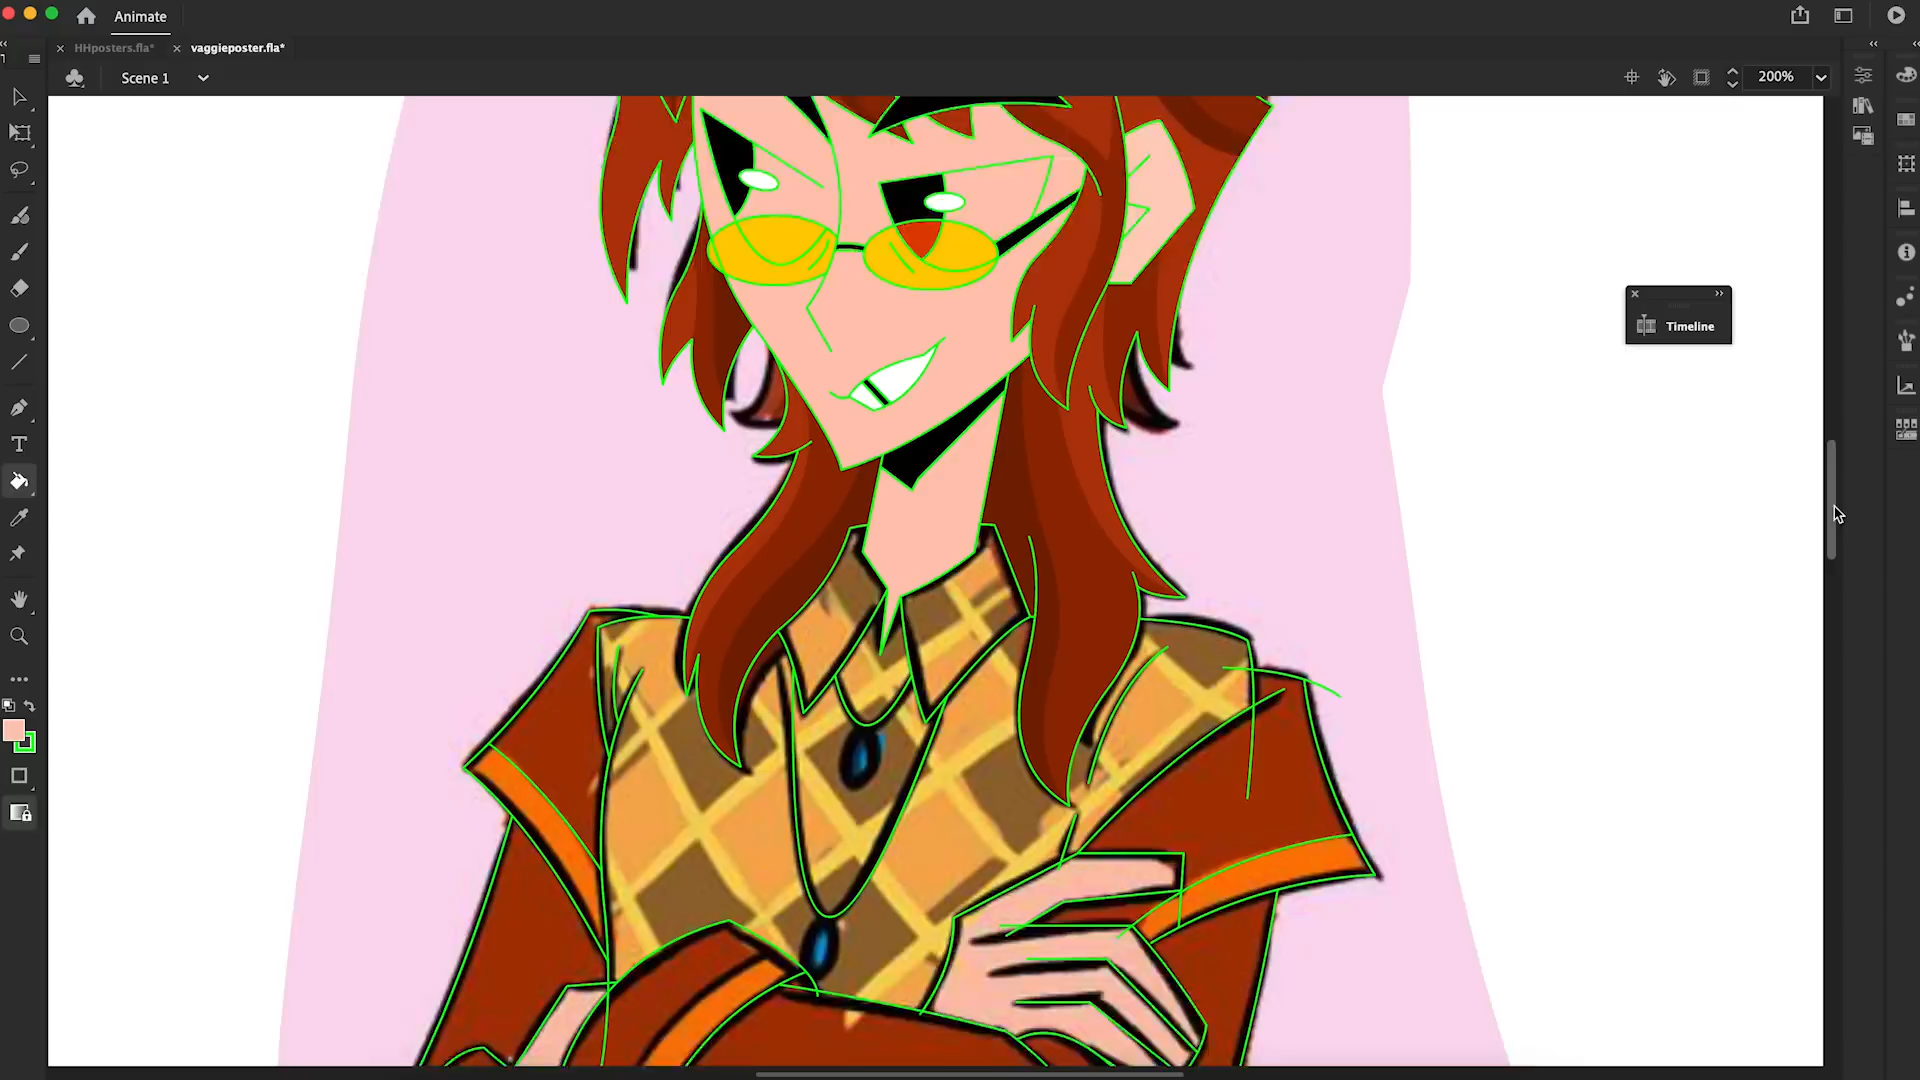 Animate
HHposters.fla*
vaggieposter.fla*
Scene 1
200%
Timeline